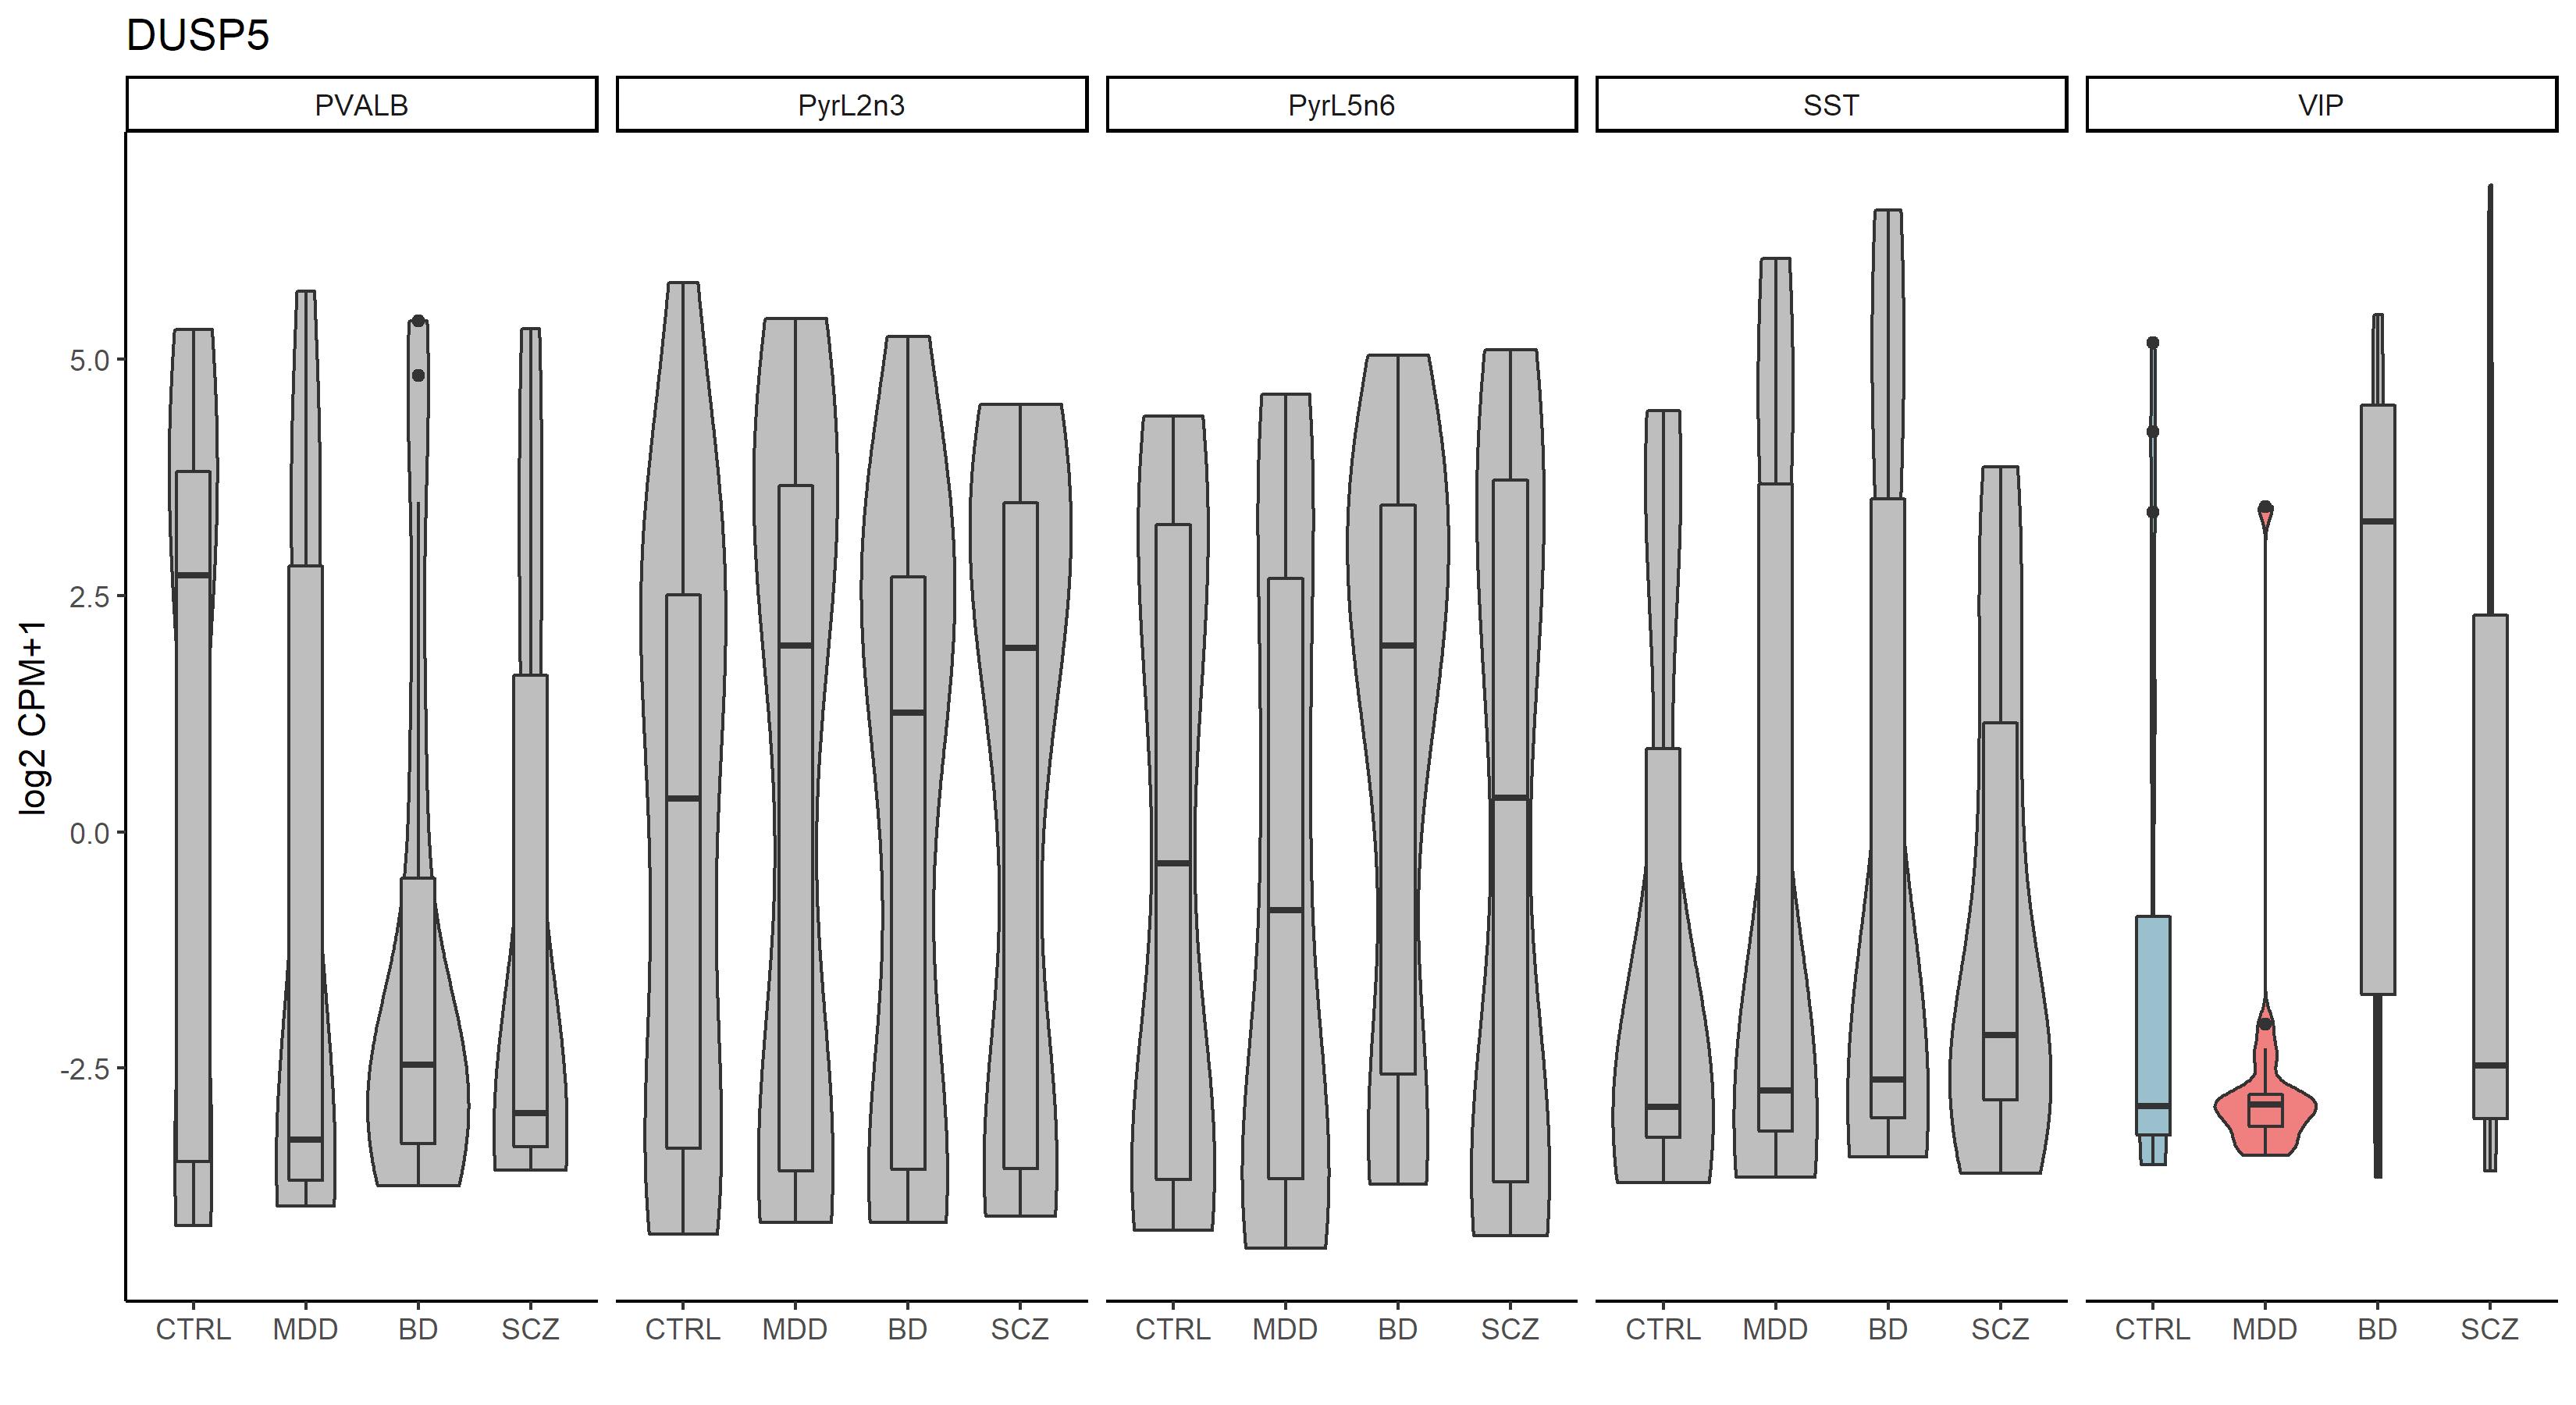 DUSP5
PVALB PyrL2n3 PyrL5n6 SST VIP
log2 CPM+1
5.0
2.5
0.0
-2.5
CTRL MDD BD SCZ CTRL MDD BD SCZ CTRL MDD BD SCZ CTRL MDD BD SCZ CTRL MDD BD SCZ